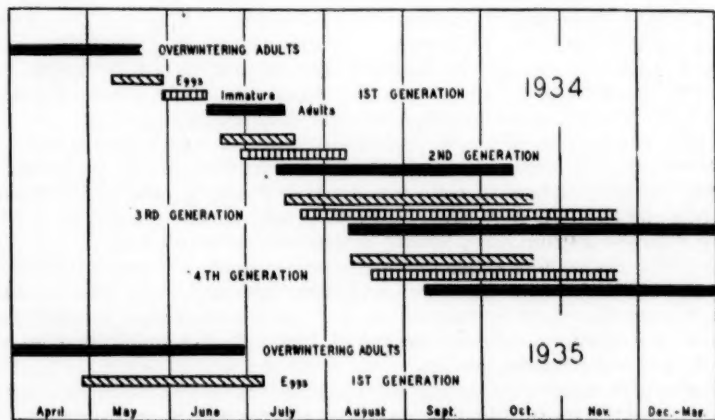 OVERWINTERING ADULTS
Eggs
Immature
1ST GENERATION
1934
Adults
2ND GENERATION
3RD GENERATION
4TH GENERATION
OVERWINTERING ADULTS
1935
Eggs
1ST GENERATION
April May June July August Sept. Oct. Nov. Dec.-Mar.